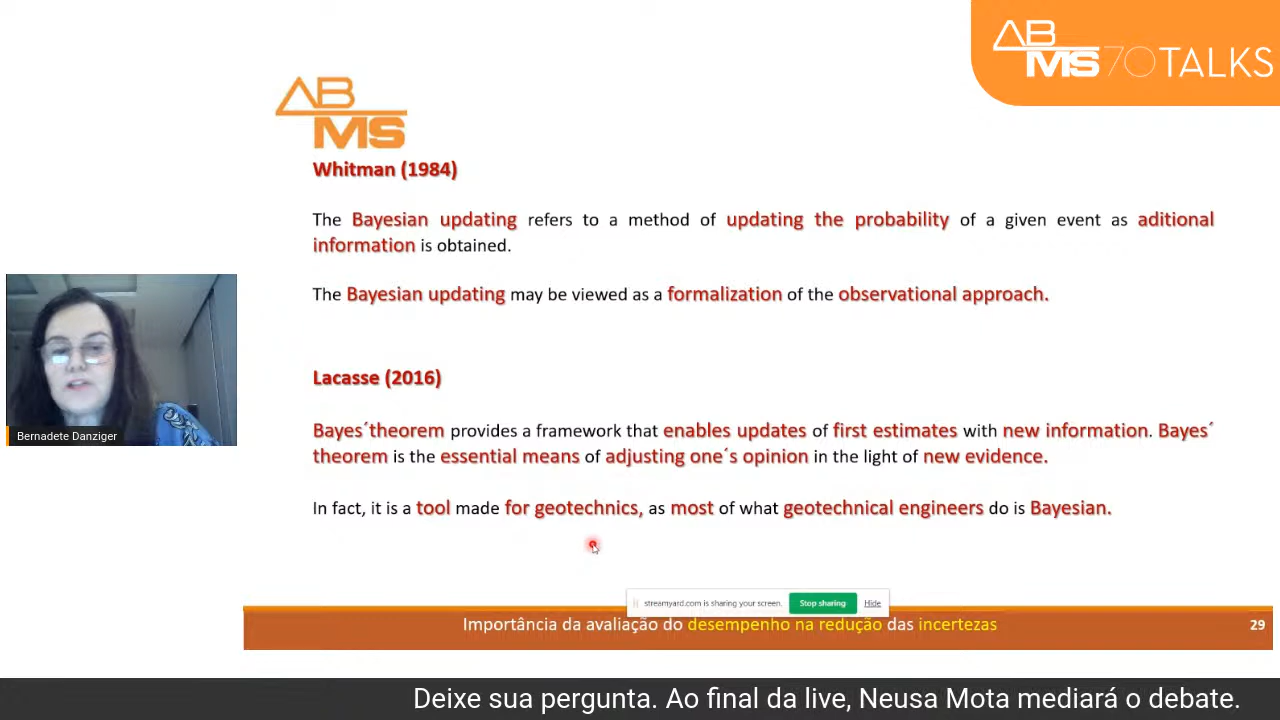 AB
MS 70 TALKS
AB
MS
Whitman (1984)
The Bayesian updating refers to a method of updating the probability of a given event as aditional
information is obtained.
The Bayesian updating may be viewed as a formalization of the observational approach.
Lacasse (2016)
Bayes´theorem provides a framework that enables updates of first estimates with new information. Bayes´
theorem is the essential means of adjusting one´s opinion in the light of new evidence.
In fact, it is a tool made for geotechnics, as most of what geotechnical engineers do is Bayesian.
Bernadete Danziger
streamyard.com is sharing your screen. Stop sharing Hide
Importância da avaliação do desempenho na redução das incertezas 29
Deixe sua pergunta. Ao final da live, Neusa Mota mediará o debate.